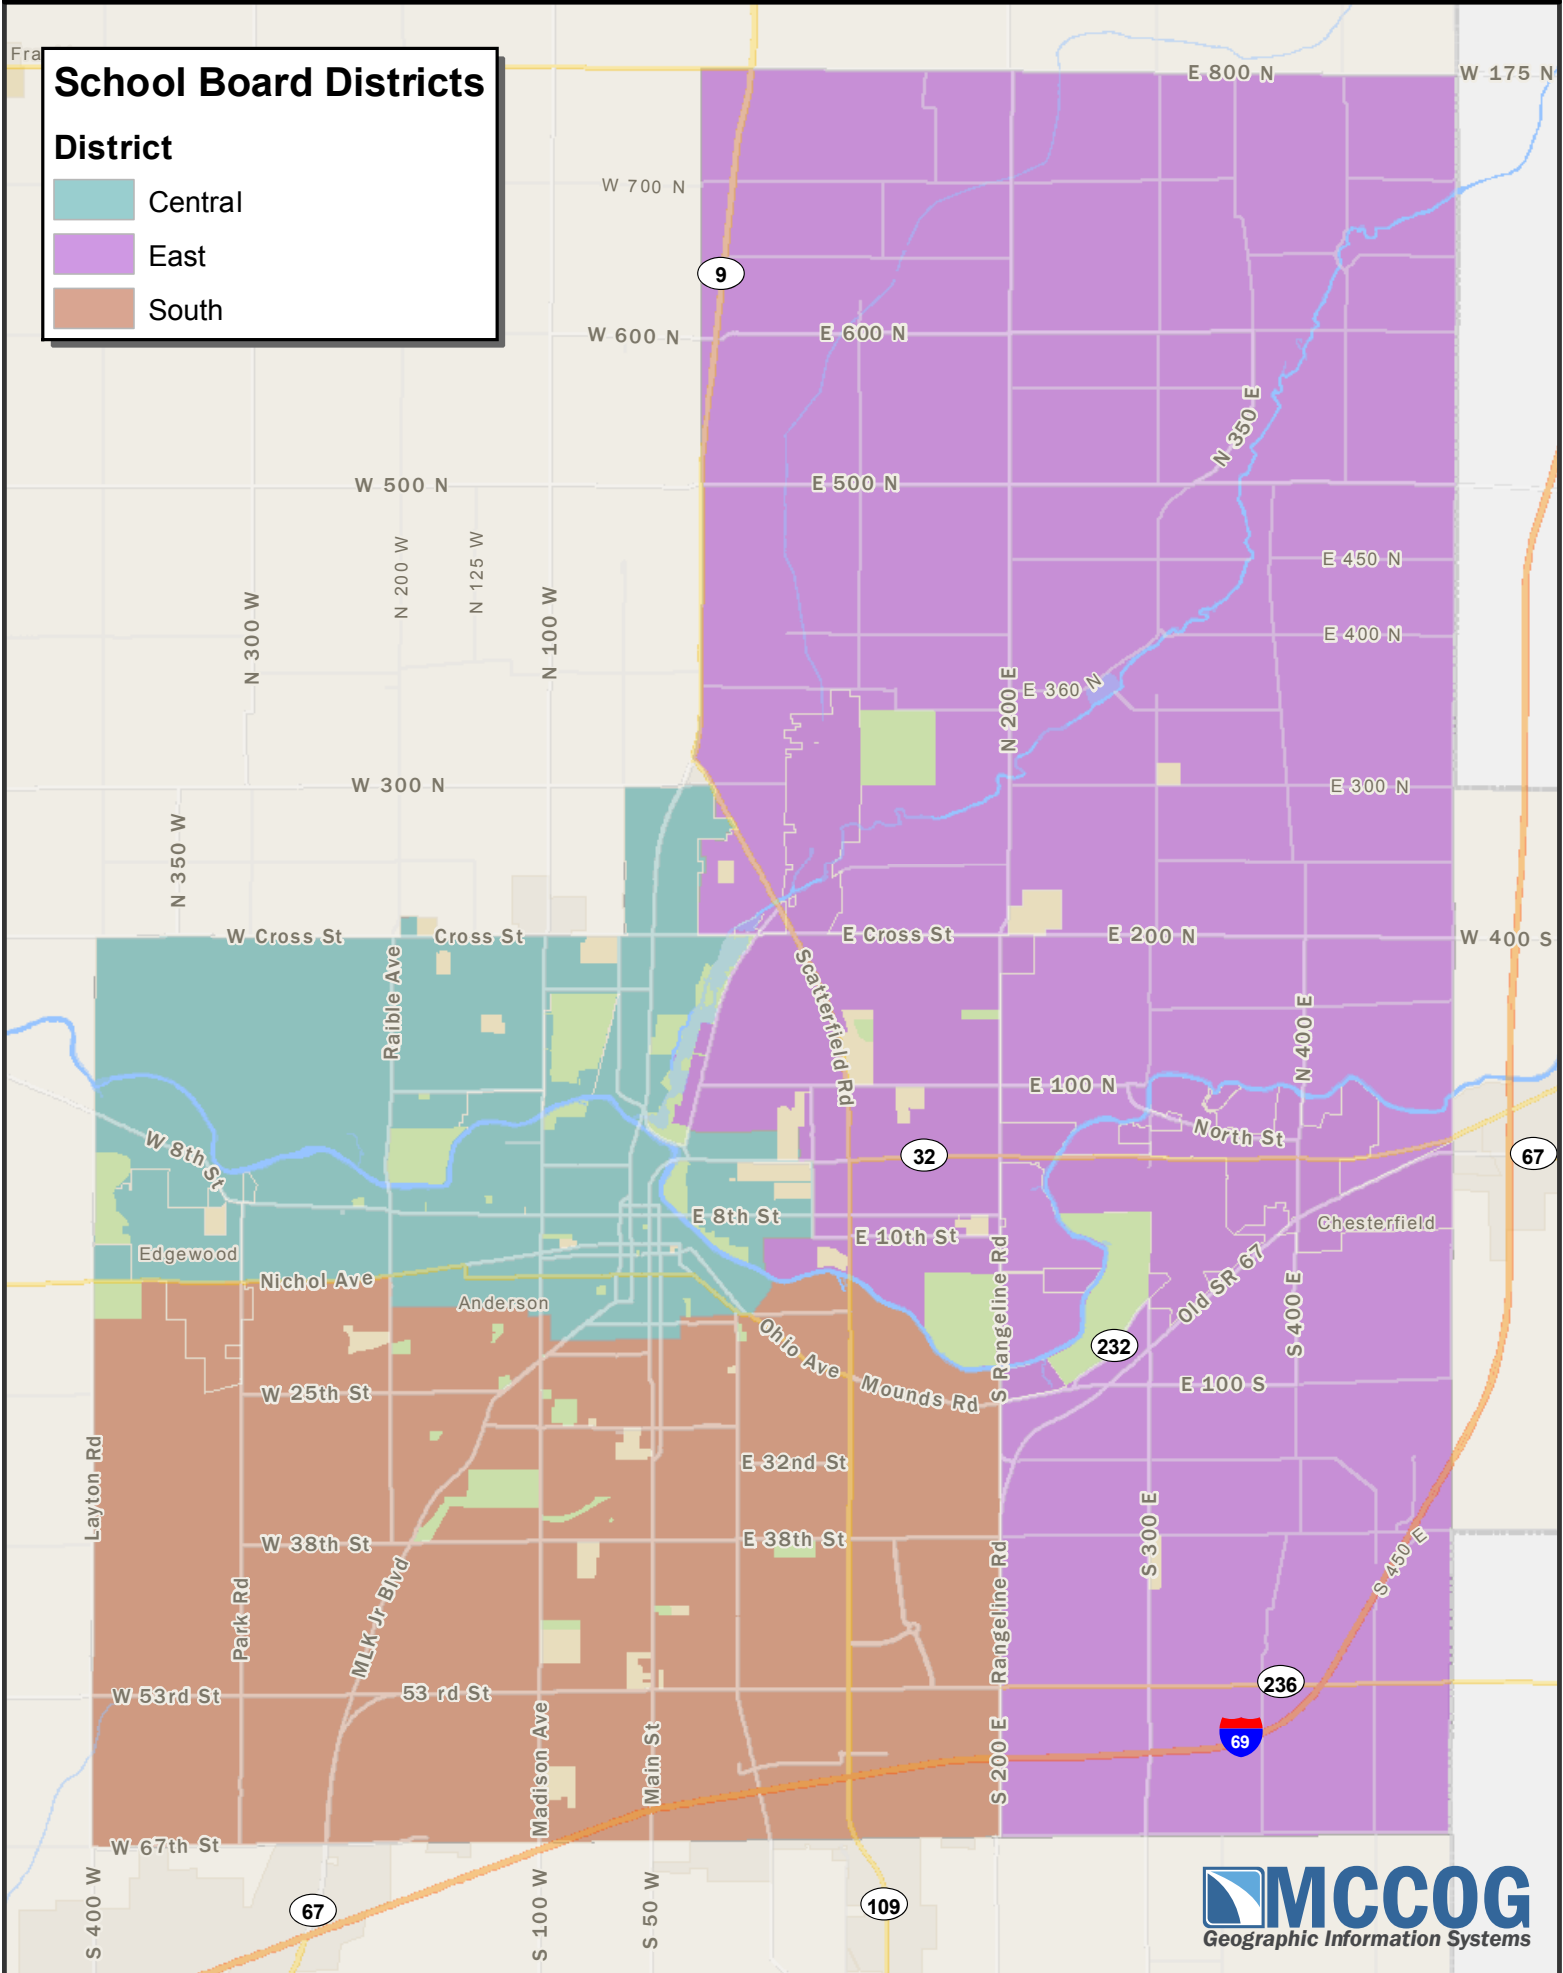 Fra
School Board Districts
District
Central
East
South
E 800 N
W 175 N
W 700 N
9
W 600 N
E 600 N
N 350 E
W 500 N
E 500 N
N 200 W
N 125 W
E 450 N
N 300 W
N 100 W
E 400 N
N 200 E
E 360 N
W 300 N
E 300 N
N 350 W
W Cross St
Cross St
E Cross St
E 200 N
W 400 S
Raible Ave
Scatterfield Rd
N 400 E
E 100 N
W 8th St
North St
32
67
E 8th St
E 10th St
Chesterfield
Edgewood
Nichol Ave
Anderson
S Rangeline Rd
Old SR 67
S 400 E
Ohio Ave
232
W 25th St
Mounds Rd
E 100 S
Layton Rd
E 32nd St
S 300 E
W 38th St
E 38th St
S 450 E
Park Rd
MLK Jr Blvd
Rangeline Rd
W 53rd St
53 rd St
236
Madison Ave
Main St
S 200 E
69
W 67th St
S 400 W
67
S 100 W
S 50 W
109
MCCOG
Geographic Information Systems